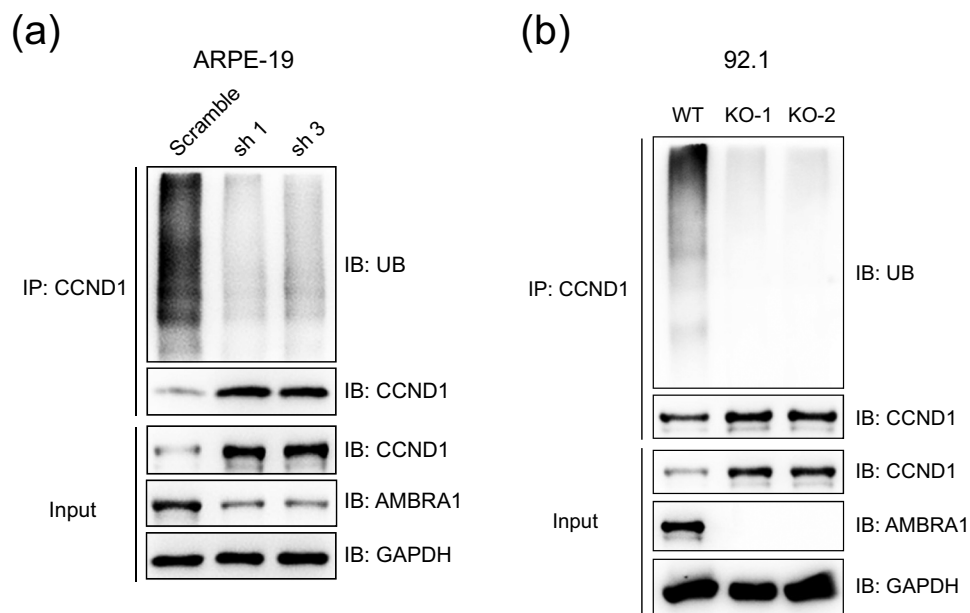 (a)
ARPE-19
Scramble
sh 1
sh 3
IP: CCND1
IB: UB
IB: CCND1
Input
IB: CCND1
IB: AMBRA1
IB: GAPDH
(b)
92.1
WT KO-1 KO-2
IP: CCND1
IB: UB
IB: CCND1
Input
IB: CCND1
IB: AMBRA1
IB: GAPDH